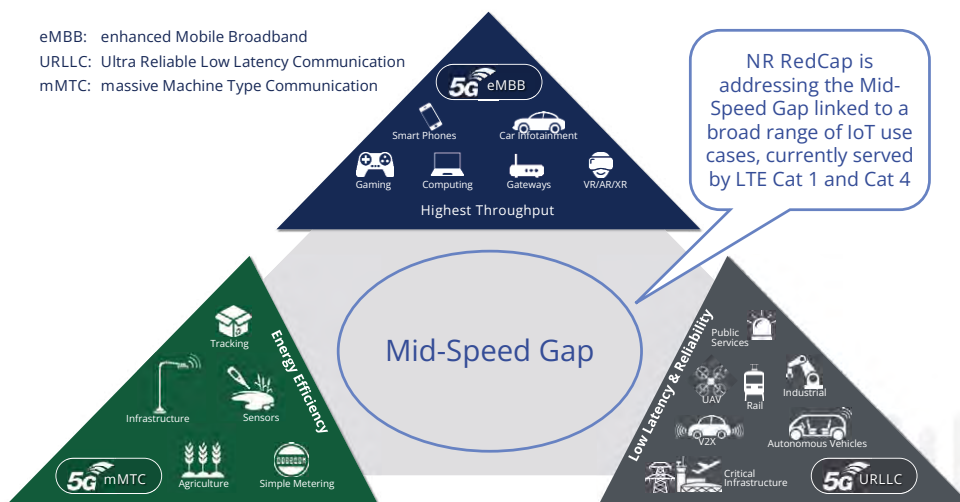 eMBB: enhanced Mobile Broadband
URLLC: Ultra Reliable Low Latency Communication
mMTC: massive Machine Type Communication
5G eMBB
Smart Phones
Car Infotainment
Gaming
Computing
Gateways
VR/AR/XR
Highest Throughput
NR RedCap is
addressing the Mid-
Speed Gap linked to a
broad range of IoT use
cases, currently served
by LTE Cat 1 and Cat 4
Mid-Speed Gap
Tracking
Energy Efficiency
Infrastructure
Sensors
5G mMTC
Agriculture
Simple Metering
Low Latency & Reliability
Public
Services
UAV
Rail
Industrial
V2X
Autonomous Vehicles
Critical
Infrastructure
5G URLLC